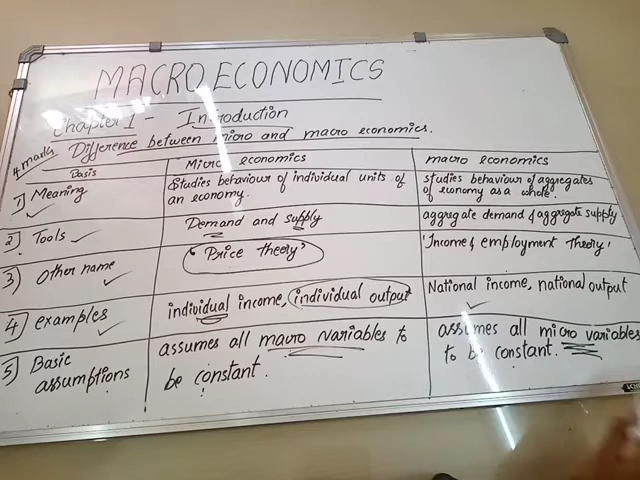 MACRO ECONOMICS
Chapter 1 - Introduction
4 marks
Difference between micro and macro economics.
Basis
Micro economics
macro economics
1) Meaning
Studies behaviour of individual units of
an economy.
studies behaviour of aggregates
of economy as a whole.
2) Tools
Demand and supply
aggregate demand & aggregate supply
3) Other name
'Price theory'
'Income & employment Theory'
4) examples
individual income, individual output
National income, national output
5) Basic
assumptions
assumes all macro variables to
be constant.
assumes all micro variables
to be constant.